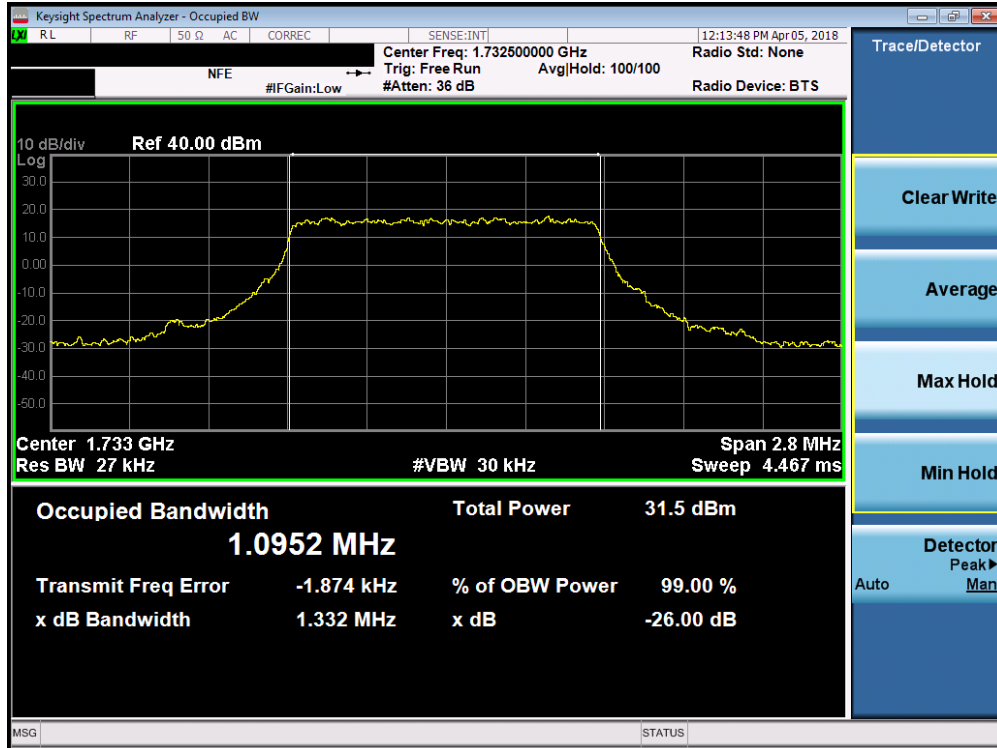 Keysight Spectrum Analyzer - Occupied BW
LXI RL RF 50 Ω AC CORREC SENSE:INT 12:13:48 PM Apr 05, 2018
Center Freq: 1.732500000 GHz Radio Std: None
NFE Trig: Free Run Avg|Hold: 100/100
#IFGain:Low #Atten: 36 dB Radio Device: BTS
10 dB/div Ref 40.00 dBm
Log
30.0
20.0
10.0
0.00
-10.0
-20.0
-30.0
-40.0
-50.0
Center 1.733 GHz Span 2.8 MHz
Res BW 27 kHz #VBW 30 kHz Sweep 4.467 ms
Occupied Bandwidth Total Power 31.5 dBm
1.0952 MHz
Transmit Freq Error -1.874 kHz % of OBW Power 99.00 %
x dB Bandwidth 1.332 MHz x dB -26.00 dB
Trace/Detector
Clear Write
Average
Max Hold
Min Hold
Detector
Peak▶
Auto Man
MSG STATUS